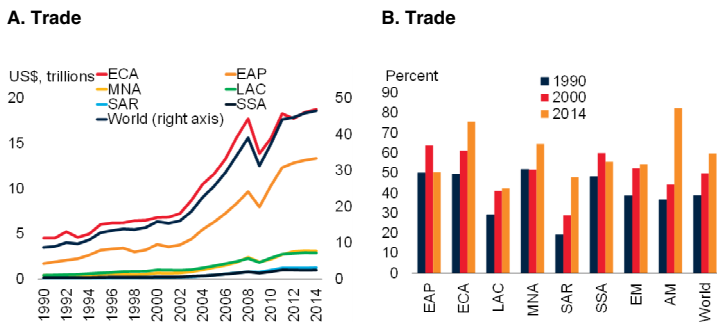 A. Trade
US$, trillions
ECA EAP
MNA LAC
SAR SSA
World (right axis)
20 50
15 40
10 30
5 20
0 10
0
1990 1992 1994 1996 1998 2000 2002 2004 2006 2008 2010 2012 2014
B. Trade
Percent
1990
2000
2014
90
80
70
60
50
40
30
20
10
0
EAP ECA LAC MNA SAR SSA EM AM World